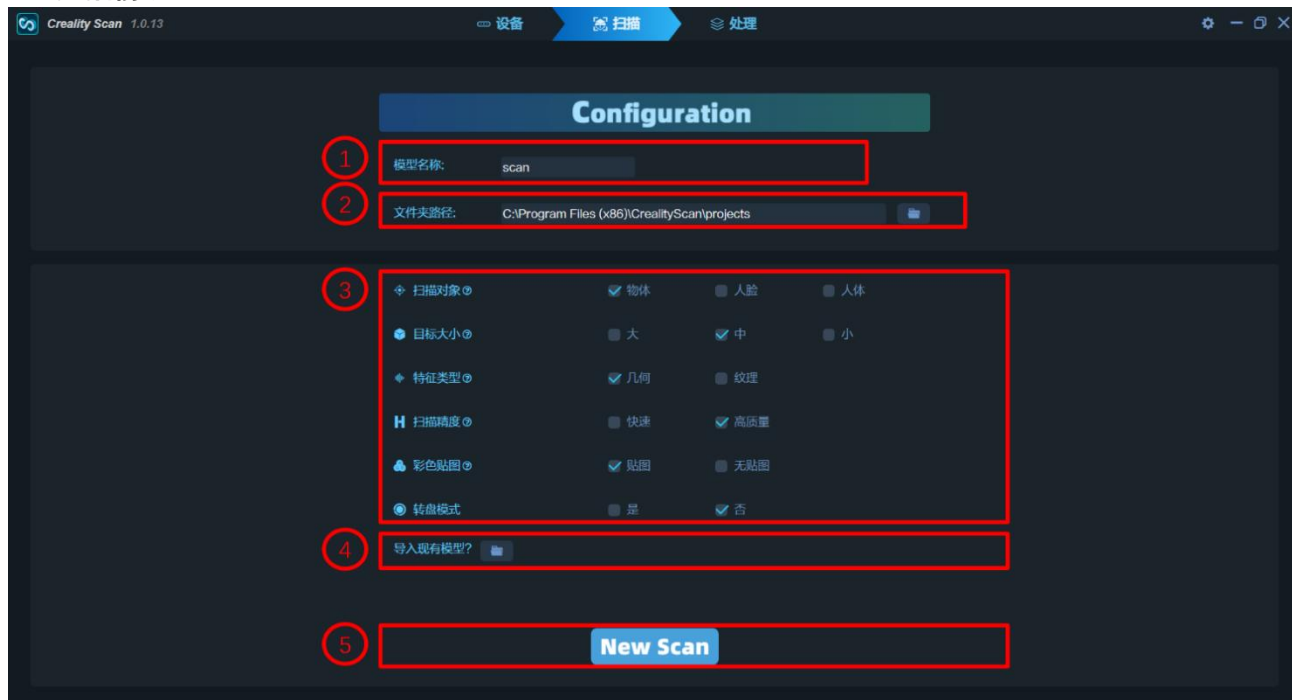 Creality Scan 1.0.13 设备 扫描 处理
Configuration
1 模型名称: scan
2 文件夹路径: C:\Program Files (x86)\CrealityScan\projects
3 扫描对象 物体 人脸 人体
目标大小 大 中 小
特征类型 几何 纹理
H 扫描精度 快速 高质量
彩色贴图 贴图 无贴图
转盘模式 是 否
4 导入现有模型?
5 New Scan